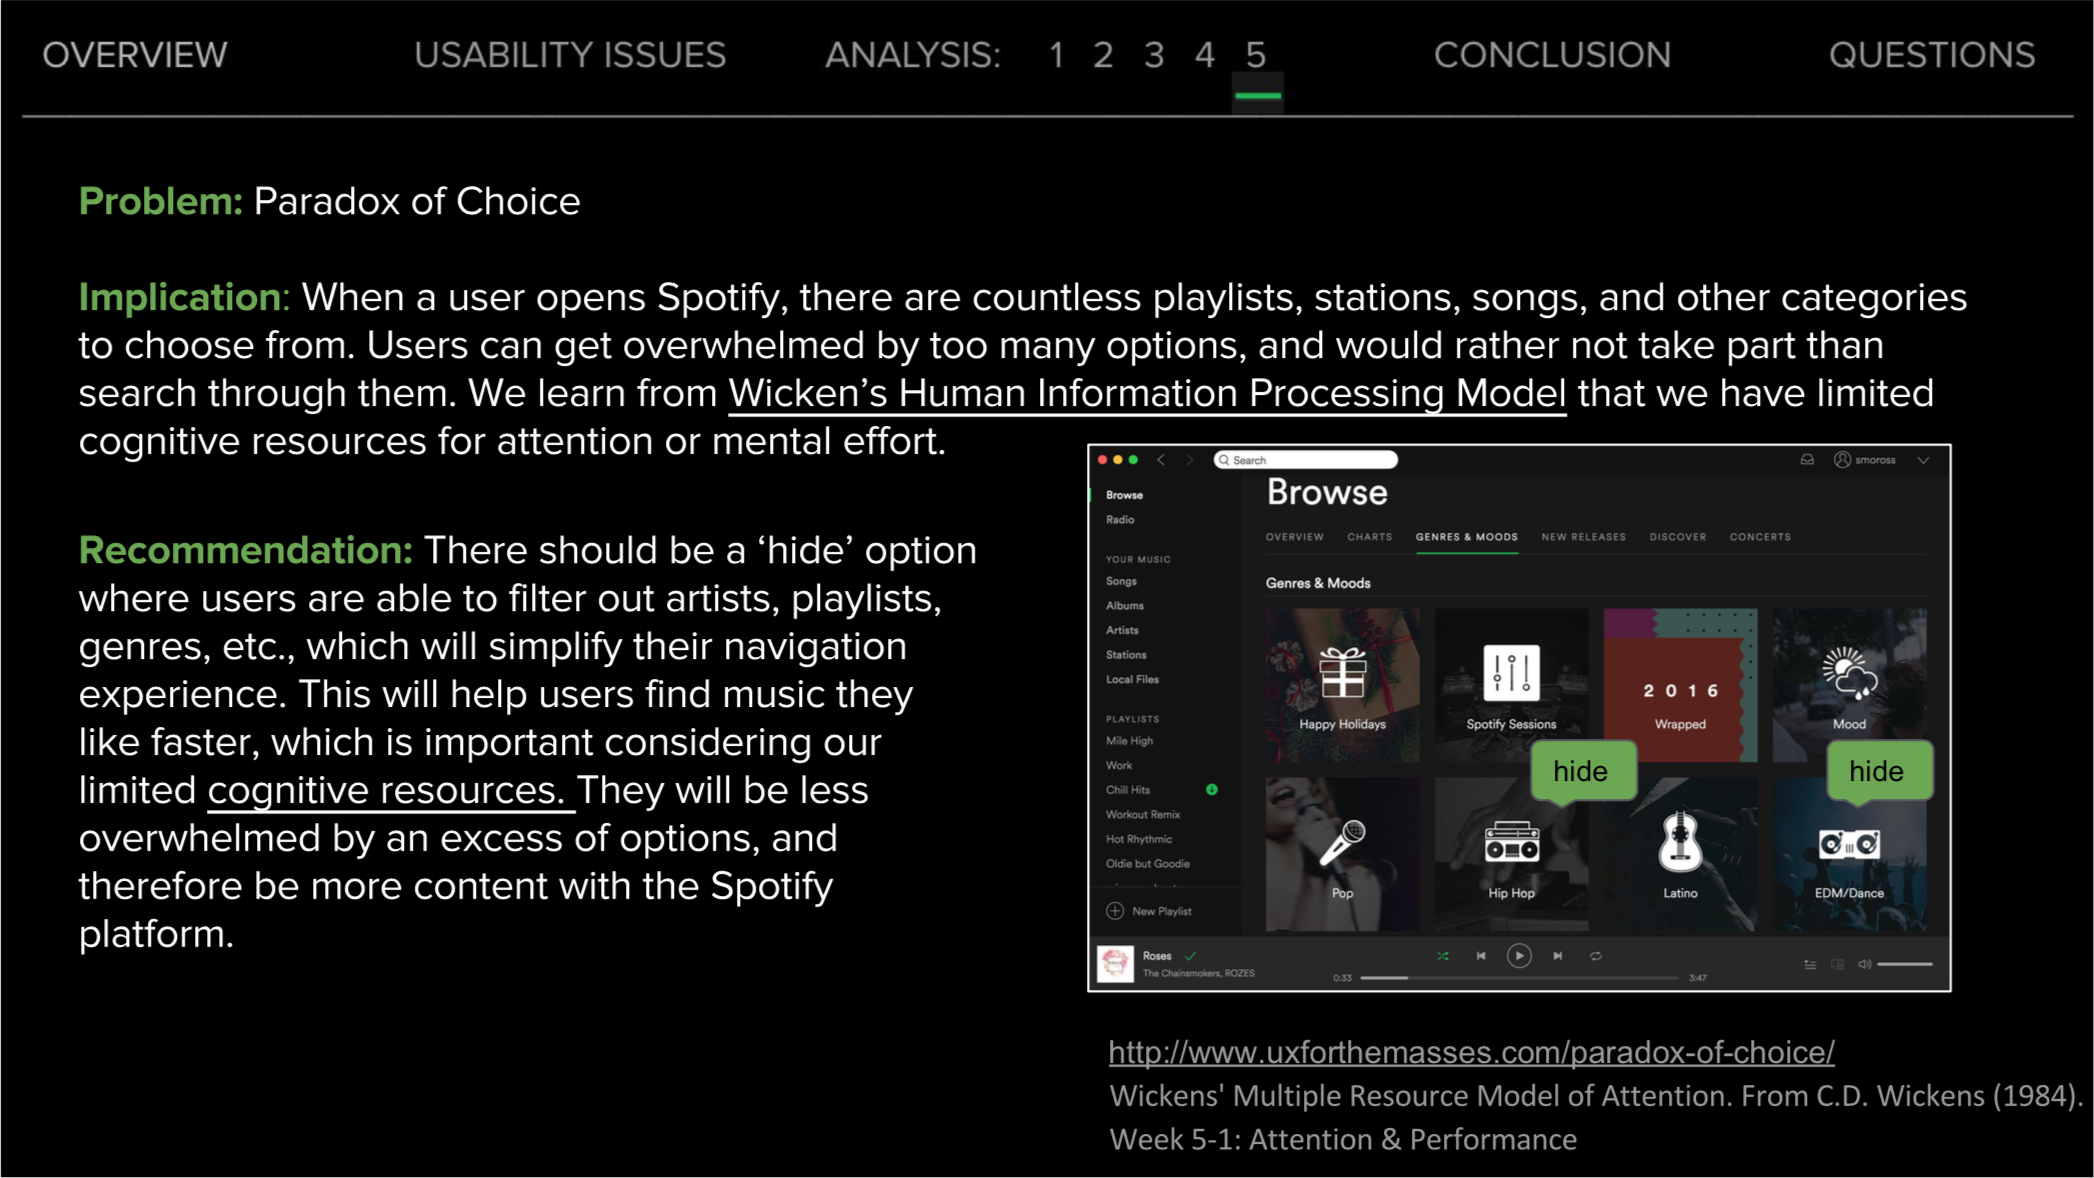 OVERVIEW USABILITY ISSUES ANALYSIS: 1 2 3 4 5 CONCLUSION QUESTIONS
Problem: Paradox of Choice
Implication: When a user opens Spotify, there are countless playlists, stations, songs, and other categories
to choose from. Users can get overwhelmed by too many options, and would rather not take part than
search through them. We learn from Wicken's Human Information Processing Model that we have limited
cognitive resources for attention or mental effort.
Recommendation: There should be a ‘hide’ option
where users are able to filter out artists, playlists,
genres, etc., which will simplify their navigation
experience. This will help users find music they
like faster, which is important considering our
limited cognitive resources. They will be less
overwhelmed by an excess of options, and
therefore be more content with the Spotify
platform.
Search
smoross
Browse
Radio
YOUR MUSIC
Songs
Albums
Artists
Stations
Local Files
PLAYLISTS
Mile High
Work
Chill Hits
Workout Remix
Hot Rhythmic
Oldie but Goodie
New Playlist
Browse
OVERVIEW CHARTS GENRES & MOODS NEW RELEASES DISCOVER CONCERTS
Genres & Moods
Happy Holidays
Spotify Sessions
2016
Wrapped
Mood
hide
hide
Pop
Hip Hop
Latino
EDM/Dance
Roses
The Chainsmokers, ROZES
0:33
3:47
http://www.uxforthemasses.com/paradox-of-choice/
Wickens' Multiple Resource Model of Attention. From C.D. Wickens (1984).
Week 5-1: Attention & Performance